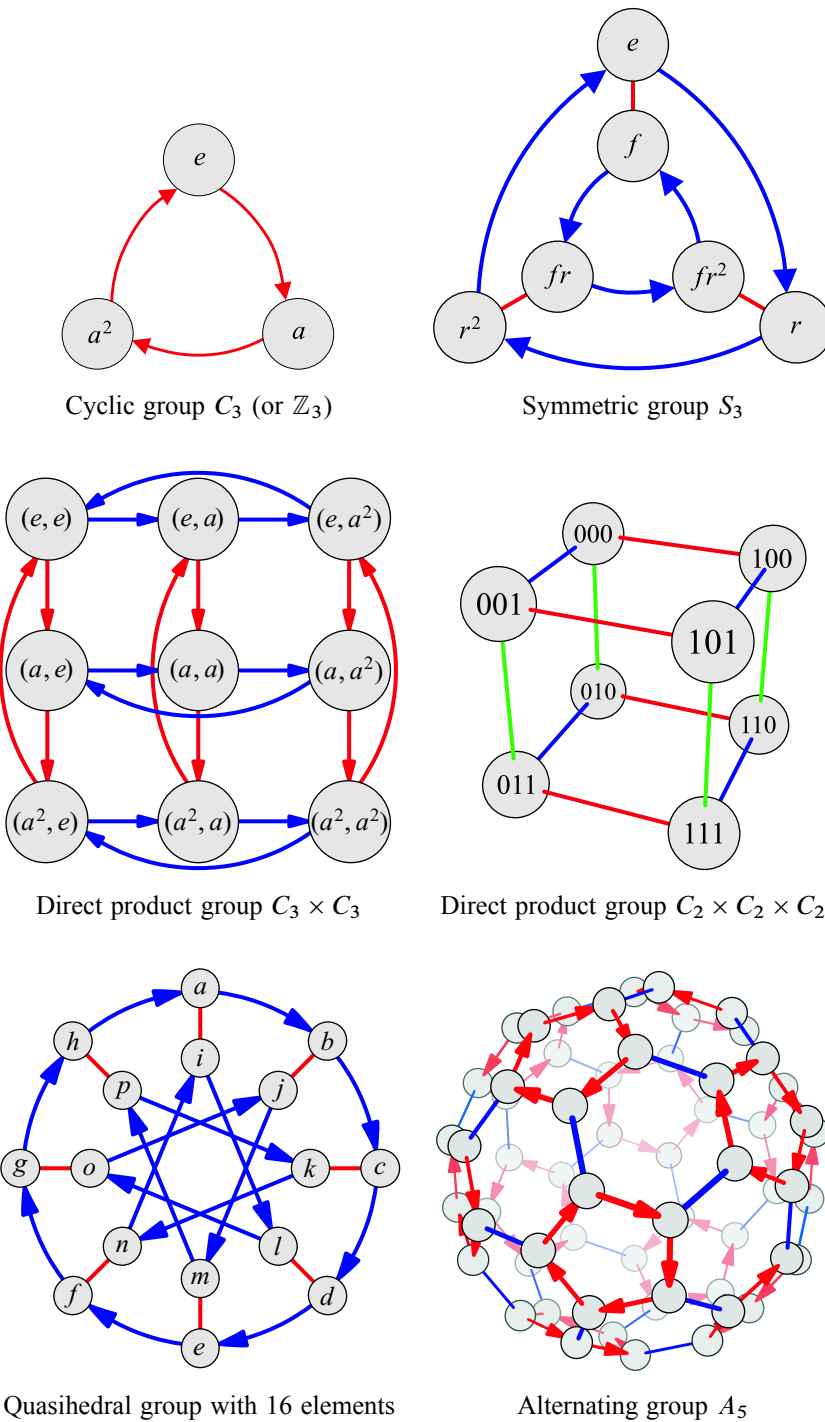 e
a²
a
Cyclic group C₃ (or ℤ₃)
e
f
fr
fr²
r²
r
Symmetric group S₃
(e, e)
(e, a)
(e, a²)
(a, e)
(a, a)
(a, a²)
(a², e)
(a², a)
(a², a²)
Direct product group C₃ × C₃
000
100
001
101
010
110
011
111
Direct product group C₂ × C₂ × C₂
a
h
b
i
p
j
g
o
k
c
n
l
m
f
d
e
Quasihedral group with 16 elements
Alternating group A₅